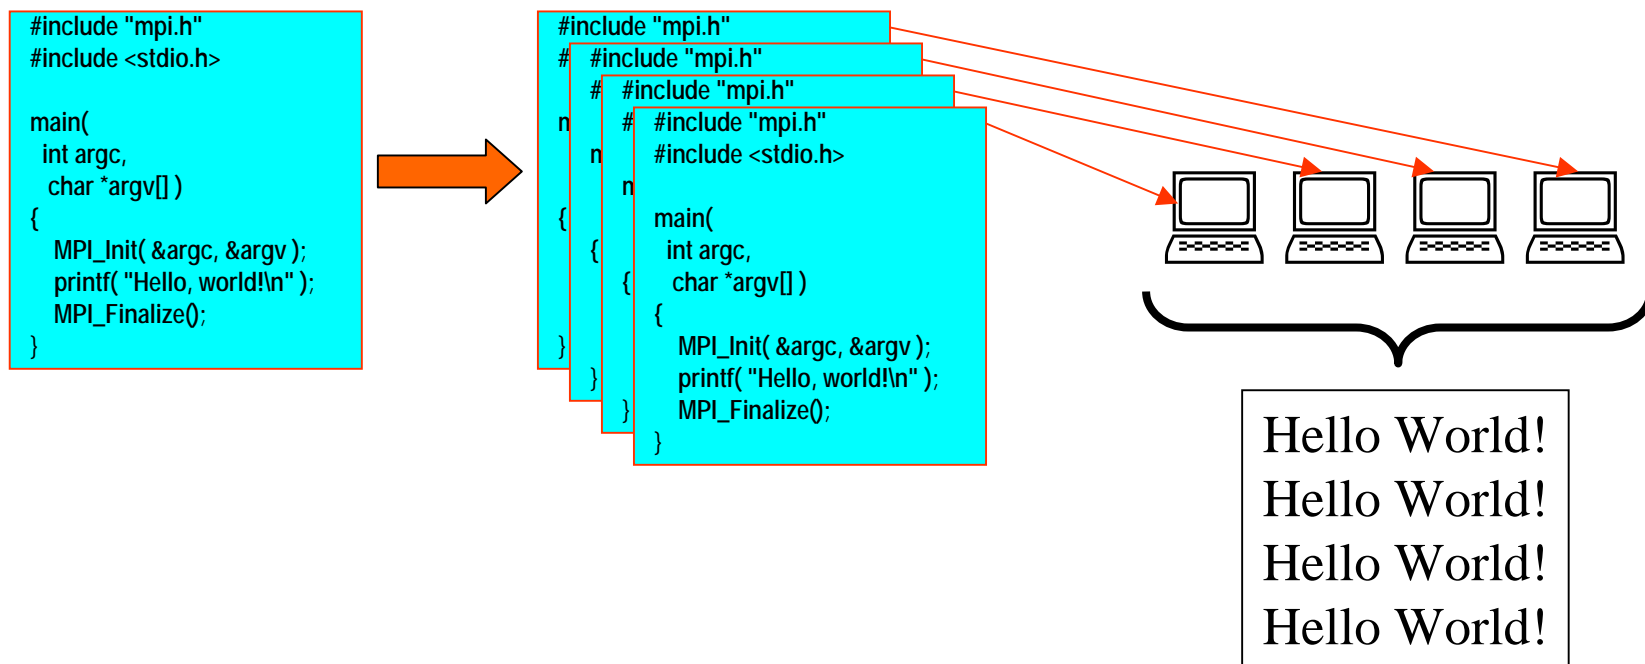 #include "mpi.h"
#include <stdio.h>
main(
int argc,
char *argv[] )
{
MPI_Init( &argc, &argv );
printf( "Hello, world!\n" );
MPI_Finalize();
}
#include "mpi.h"
#
m
{
}
#include "mpi.h"
#
m
{
}
#include "mpi.h"
#
m
{
}
#include "mpi.h"
#include <stdio.h>
main(
int argc,
char *argv[] )
{
MPI_Init( &argc, &argv );
printf( "Hello, world!\n" );
MPI_Finalize();
}
Hello World!
Hello World!
Hello World!
Hello World!